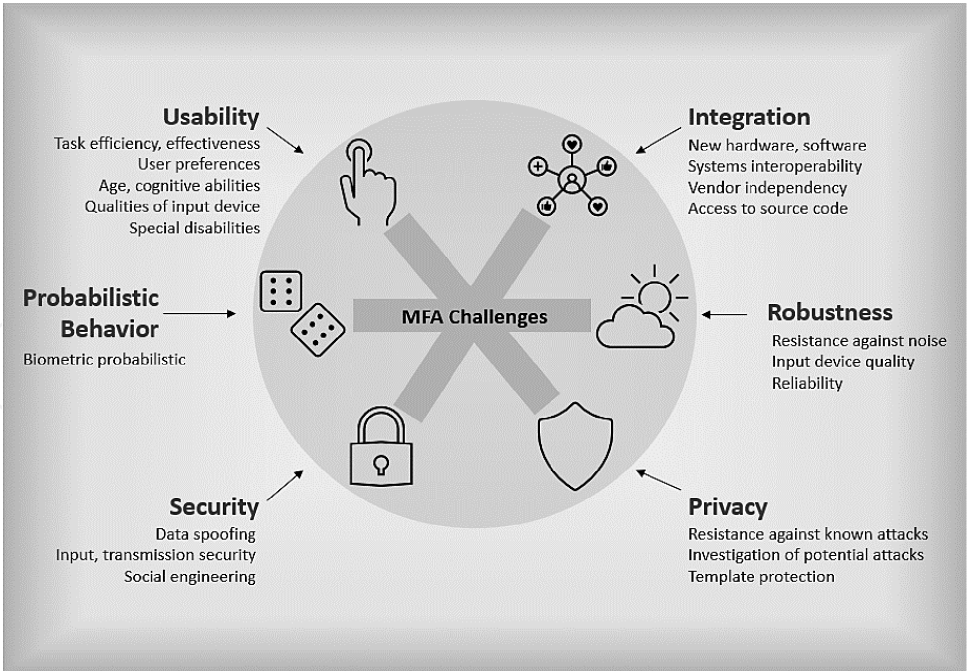 Usability
Task efficiency, effectiveness
User preferences
Age, cognitive abilities
Qualities of input device
Special disabilities
Integration
New hardware, software
Systems interoperability
Vendor independency
Access to source code
Probabilistic
Behavior
Biometric probabilistic
MFA Challenges
Robustness
Resistance against noise
Input device quality
Reliability
Security
Data spoofing
Input, transmission security
Social engineering
Privacy
Resistance against known attacks
Investigation of potential attacks
Template protection